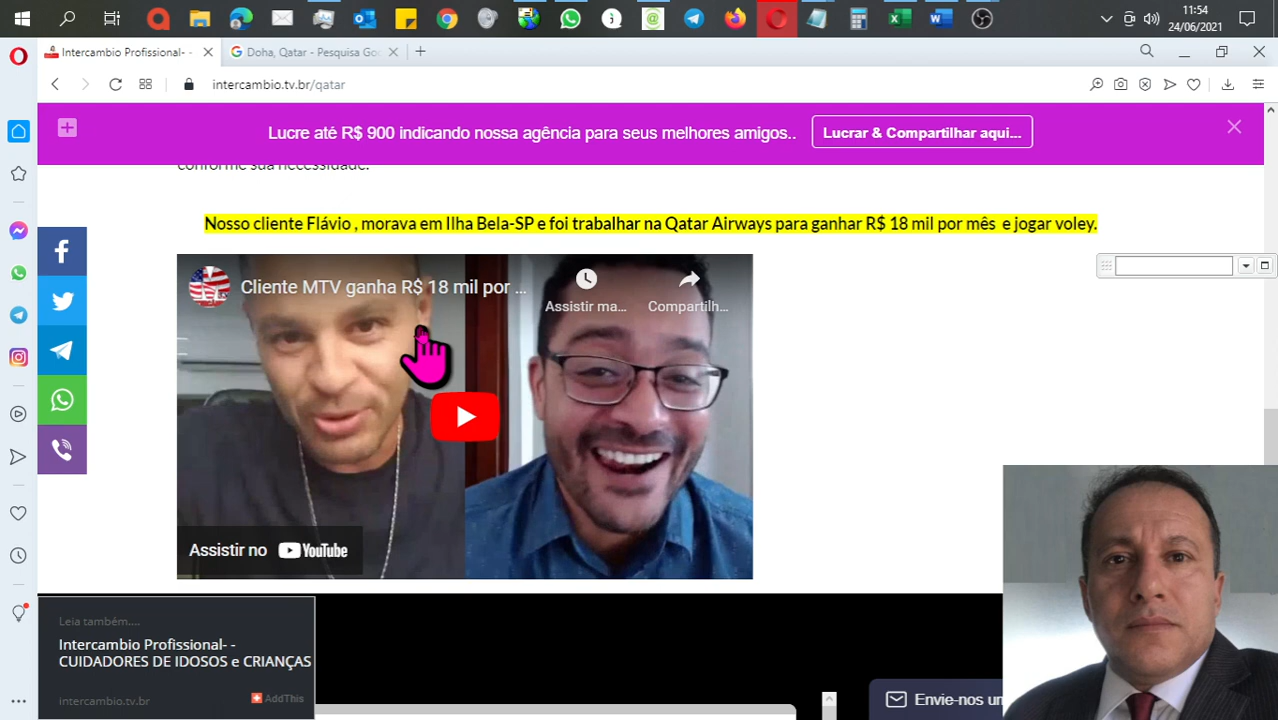 11:54
24/06/2021
Intercambio Profissional- -
Doha, Qatar - Pesquisa Goo
intercambio.tv.br/qatar
Lucre até R$ 900 indicando nossa agência para seus melhores amigos..
Lucrar & Compartilhar aqui...
conforme sua necessidade.
Nosso cliente Flávio , morava em Ilha Bela-SP e foi trabalhar na Qatar Airways para ganhar R$ 18 mil por mês e jogar voley.
Cliente MTV ganha R$ 18 mil por ...
Assistir ma...
Compartilh...
Assistir no YouTube
Leia também....
Intercambio Profissional- -
CUIDADORES DE IDOSOS e CRIANÇAS
intercambio.tv.br
AddThis
Envie-nos um